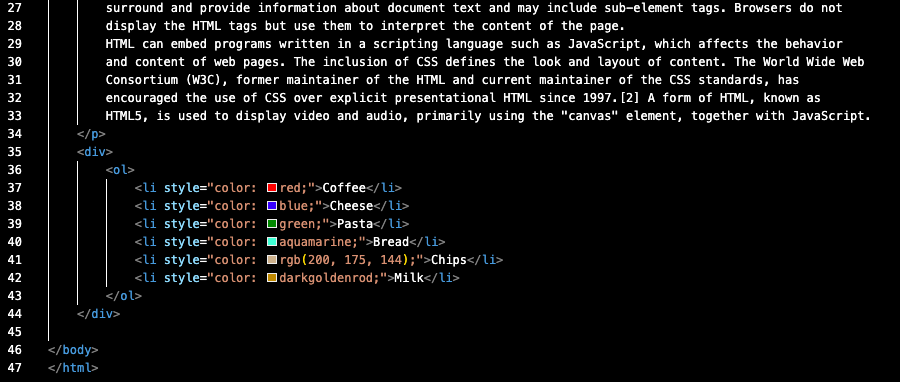 27 surround and provide information about document text and may include sub-element tags. Browsers do not
28 display the HTML tags but use them to interpret the content of the page.
29 HTML can embed programs written in a scripting language such as JavaScript, which affects the behavior
30 and content of web pages. The inclusion of CSS defines the look and layout of content. The World Wide Web
31 Consortium (W3C), former maintainer of the HTML and current maintainer of the CSS standards, has
32 encouraged the use of CSS over explicit presentational HTML since 1997.[2] A form of HTML, known as
33 HTML5, is used to display video and audio, primarily using the "canvas" element, together with JavaScript.
34 </p>
35 <div>
36 <ol>
37 <li style="color: red;">Coffee</li>
38 <li style="color: blue;">Cheese</li>
39 <li style="color: green;">Pasta</li>
40 <li style="color: aquamarine;">Bread</li>
41 <li style="color: rgb(200, 175, 144);">Chips</li>
42 <li style="color: darkgoldenrod;">Milk</li>
43 </ol>
44 </div>
45
46 </body>
47 </html>